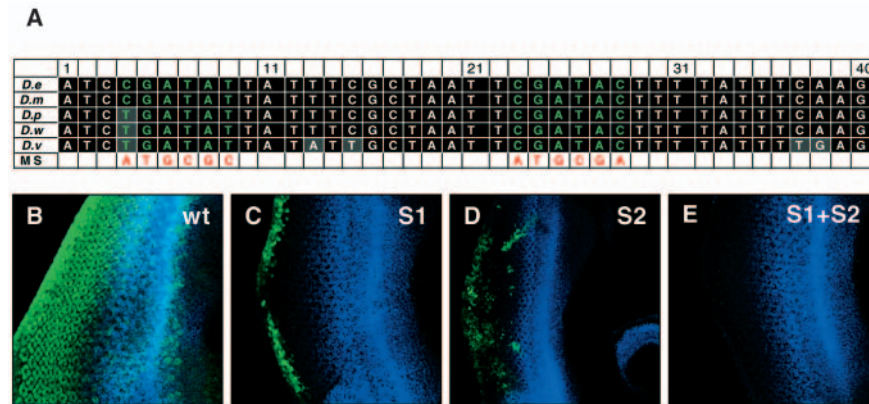 A
1 11 21 31 40
D.e A T C C G A T A T T A T T T C G C T A A T T C G A T A C T T T T A T T T C A A G
D.m A T C C G A T A T T A T T T C G C T A A T T C G A T A C T T T T A T T T C A A G
D.p A T C T G A T A T T A T T T C G C T A A T T C G A T A C T T T T A T T T C A A G
D.w A T C T G A T A T T A T T T C G C T A A T T C G A T A C T T T T A T T T C A A G
D.v A T C T G A T A T T A T A T T G C T A A T T C G A T A C T T T T A T T T T G A G
MS A T G C G C A T G C G A
B wt C S1 D S2 E S1+S2